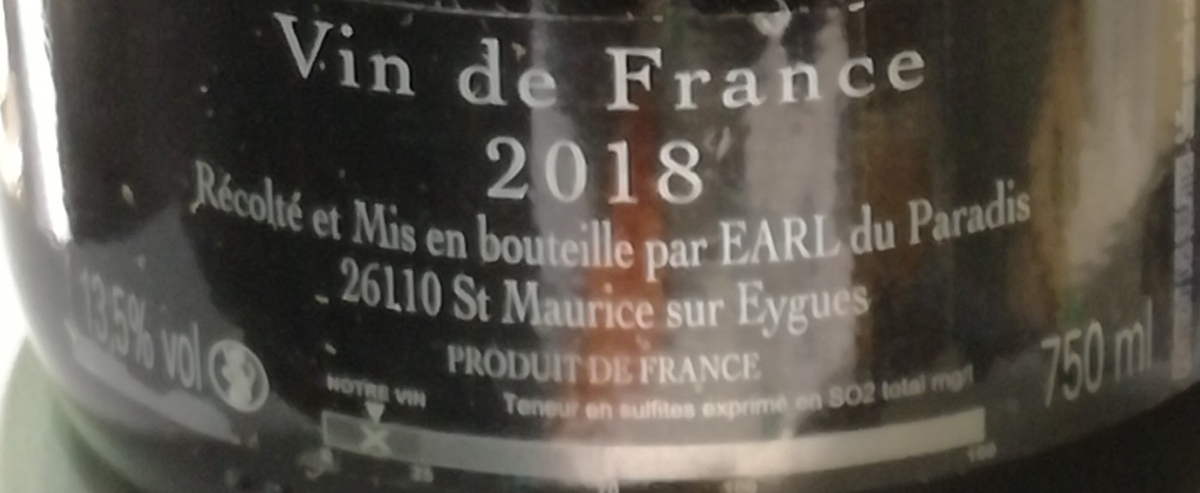 Vin de France
2018
Récolté et Mis en bouteille par EARL du Paradis
26110 St Maurice sur Eygues
13,5% vol
750 ml
PRODUIT DE FRANCE
NOTRE VIN
Teneur en sulfites exprimé en SO2 total mg/l